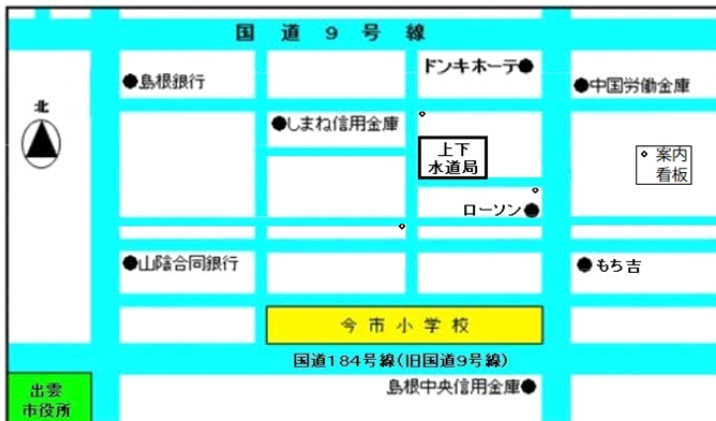 国道9号線
ドンキホーテ
島根銀行
中国労働金庫
北
しまね信用金庫
上下
水道局
案内
看板
ローソン
山陰合同銀行
もち吉
今市小学校
国道184号線(旧国道9号線)
出雲
市役所
島根中央信用金庫